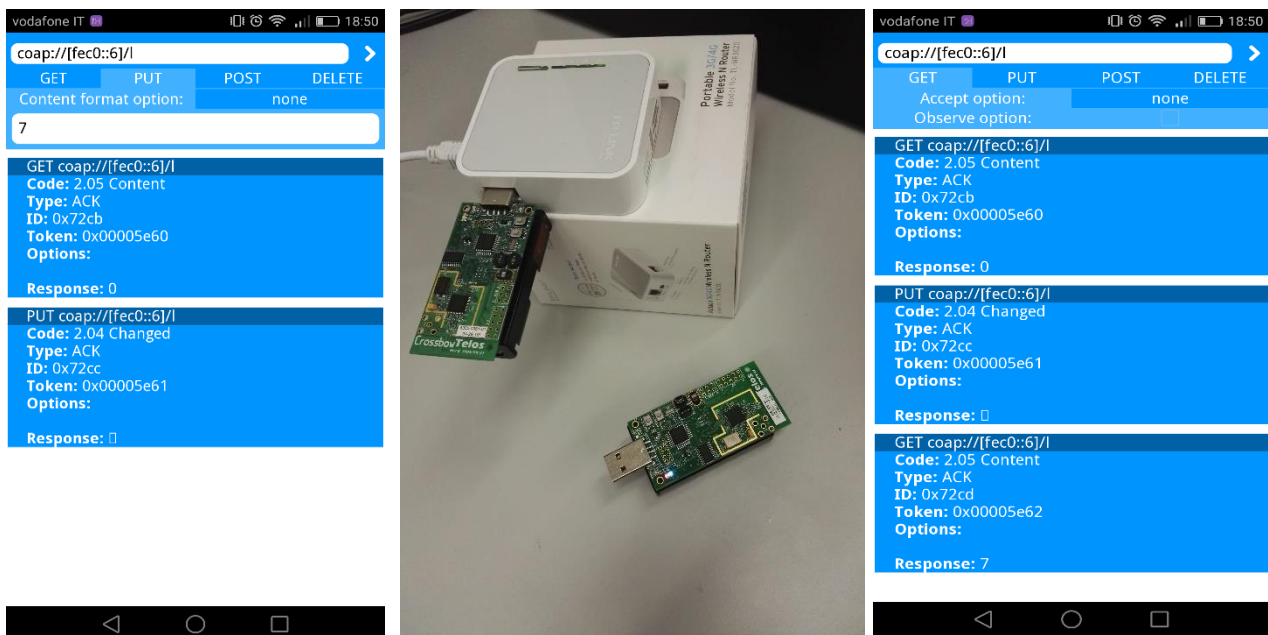 vodafone IT 18:50
coap://[fec0::6]/l
GET PUT POST DELETE
Content format option: none
7
GET coap://[fec0::6]/l
Code: 2.05 Content
Type: ACK
ID: 0x72cb
Token: 0x00005e60
Options:
Response: 0
PUT coap://[fec0::6]/l
Code: 2.04 Changed
Type: ACK
ID: 0x72cc
Token: 0x00005e61
Options:
Response: 
Portable 3G/4G
Wireless N Router
CrossbowTelos
vodafone IT 18:50
coap://[fec0::6]/l
GET PUT POST DELETE
Accept option: none
Observe option:
GET coap://[fec0::6]/l
Code: 2.05 Content
Type: ACK
ID: 0x72cb
Token: 0x00005e60
Options:
Response: 0
PUT coap://[fec0::6]/l
Code: 2.04 Changed
Type: ACK
ID: 0x72cc
Token: 0x00005e61
Options:
Response: 
GET coap://[fec0::6]/l
Code: 2.05 Content
Type: ACK
ID: 0x72cd
Token: 0x00005e62
Options:
Response: 7